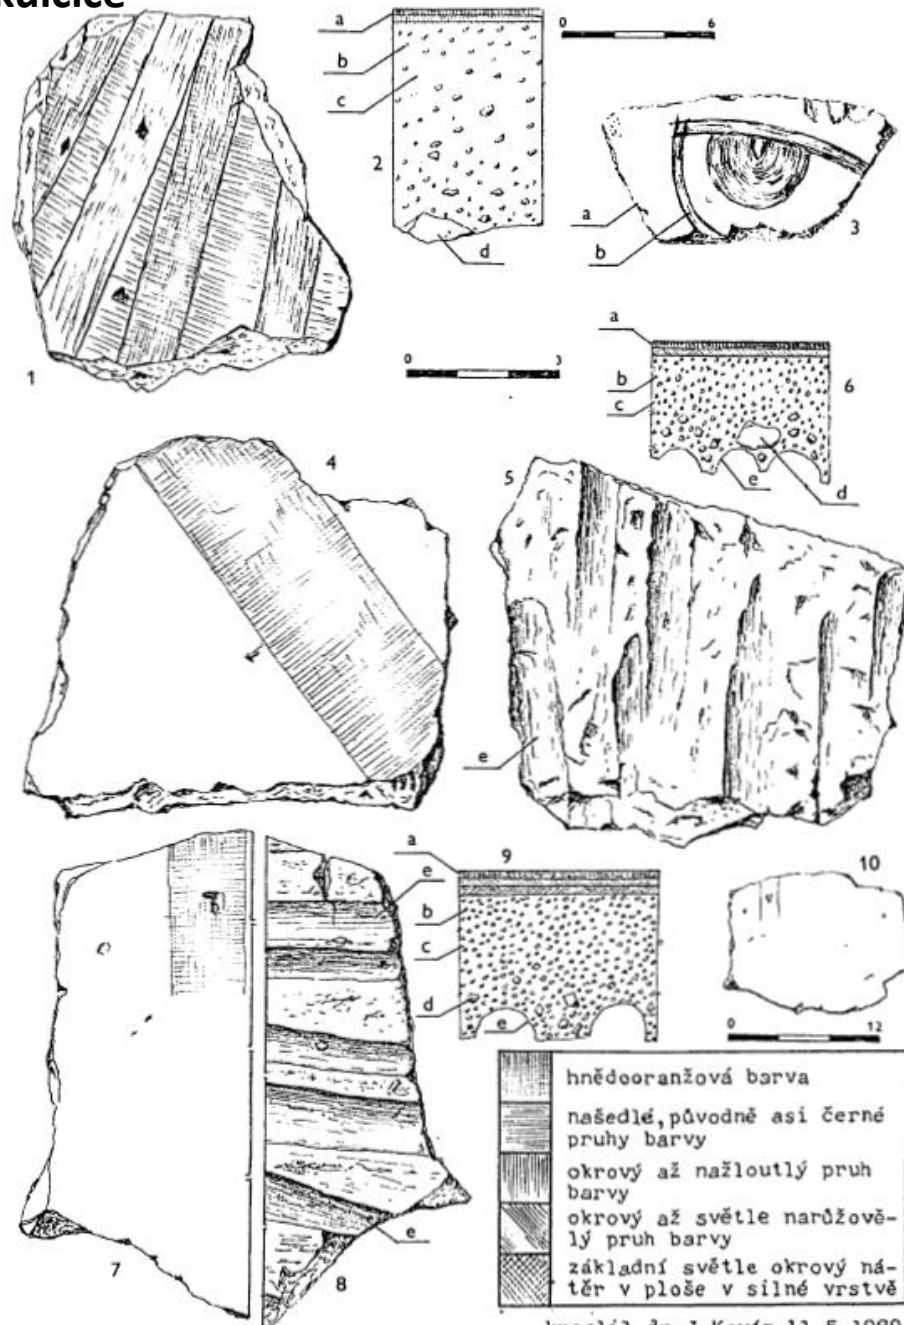 a
b
c
2
d
0 6
1
3
a
b
0 3
a
b
c
6
d
e
4
5
e
7
8
e
e
a
9
b
c
d
e
10
0 12
hnědooranžová barva
našedlé,původně asi černé
pruhy barvy
okrový až nažloutlý pruh
barvy
okrový až světle narůžově-
lý pruh barvy
základní světle okrový ná-
těr v ploše v silné vrstvě